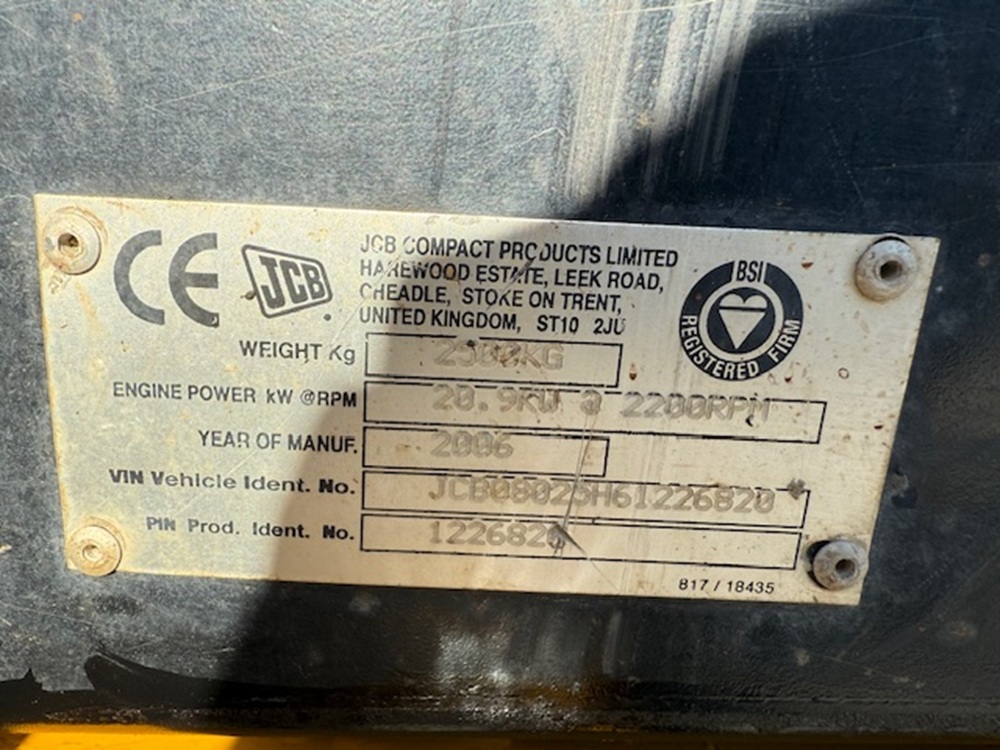 CE
JCB
JCB COMPACT PRODUCTS LIMITED
HAREWOOD ESTATE, LEEK ROAD,
CHEADLE, STOKE ON TRENT,
UNITED KINGDOM, ST10 2JU
BSI
REGISTERED FIRM
WEIGHT Kg 2500KG
ENGINE POWER kW @RPM 20.9KW @ 2200RPM
YEAR OF MANUF. 2006
VIN Vehicle Ident. No. JCB08025H61226820
PIN Prod. Ident. No. 1226820
817 / 18435